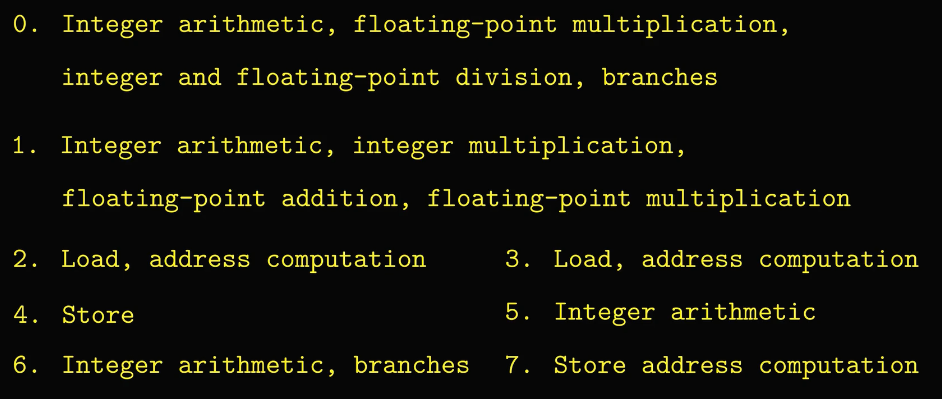 0. Integer arithmetic, floating-point multiplication,
integer and floating-point division, branches
1. Integer arithmetic, integer multiplication,
floating-point addition, floating-point multiplication
2. Load, address computation
3. Load, address computation
4. Store
5. Integer arithmetic
6. Integer arithmetic, branches
7. Store address computation